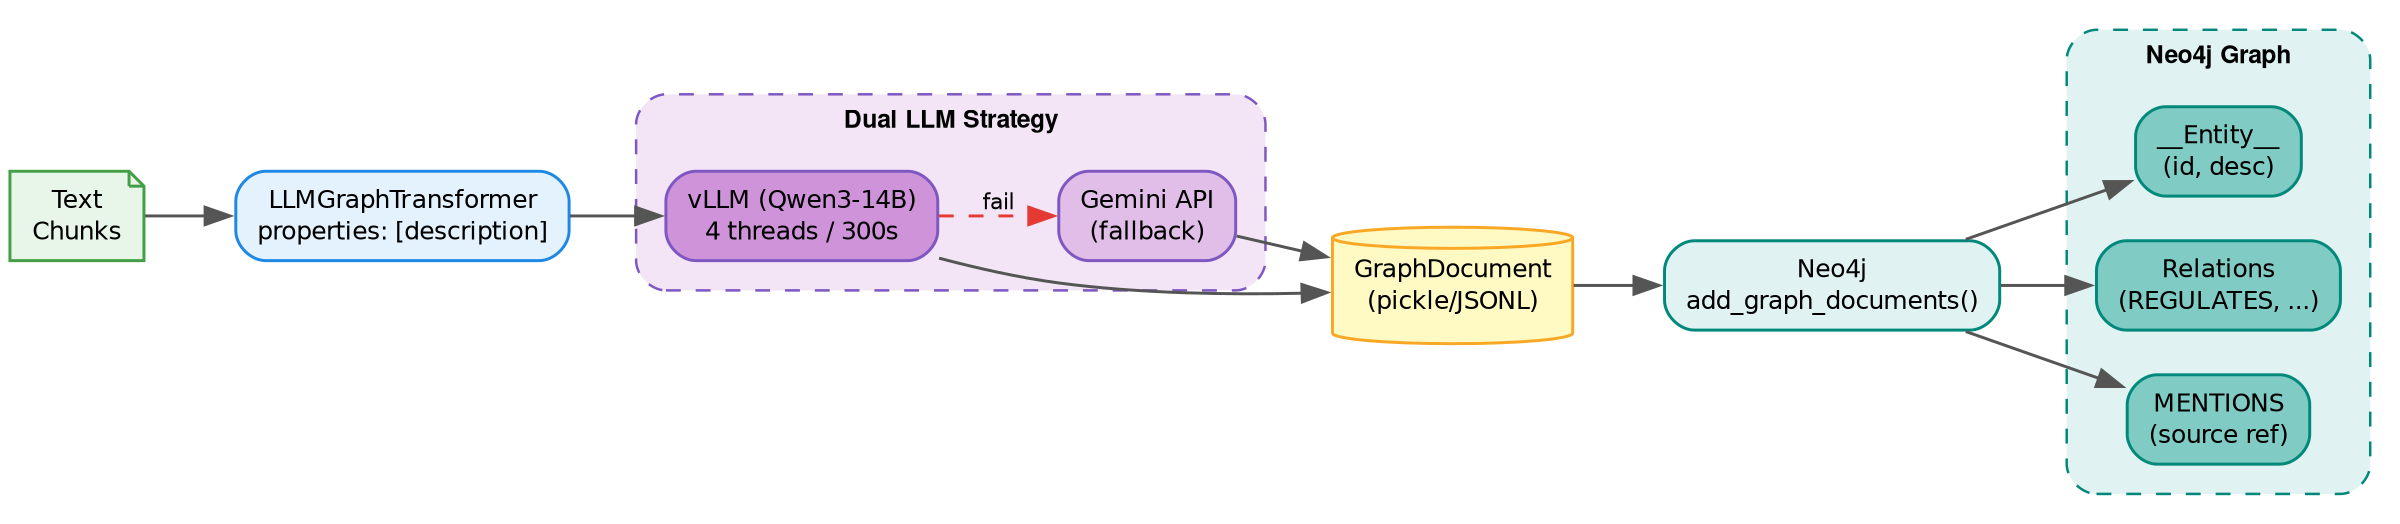 Text
Chunks
LLMGraphTransformer
properties: [description]
Dual LLM Strategy
vLLM (Qwen3-14B)
4 threads / 300s
fail
Gemini API
(fallback)
GraphDocument
(pickle/JSONL)
Neo4j
add_graph_documents()
Neo4j Graph
__Entity__
(id, desc)
Relations
(REGULATES, ...)
MENTIONS
(source ref)